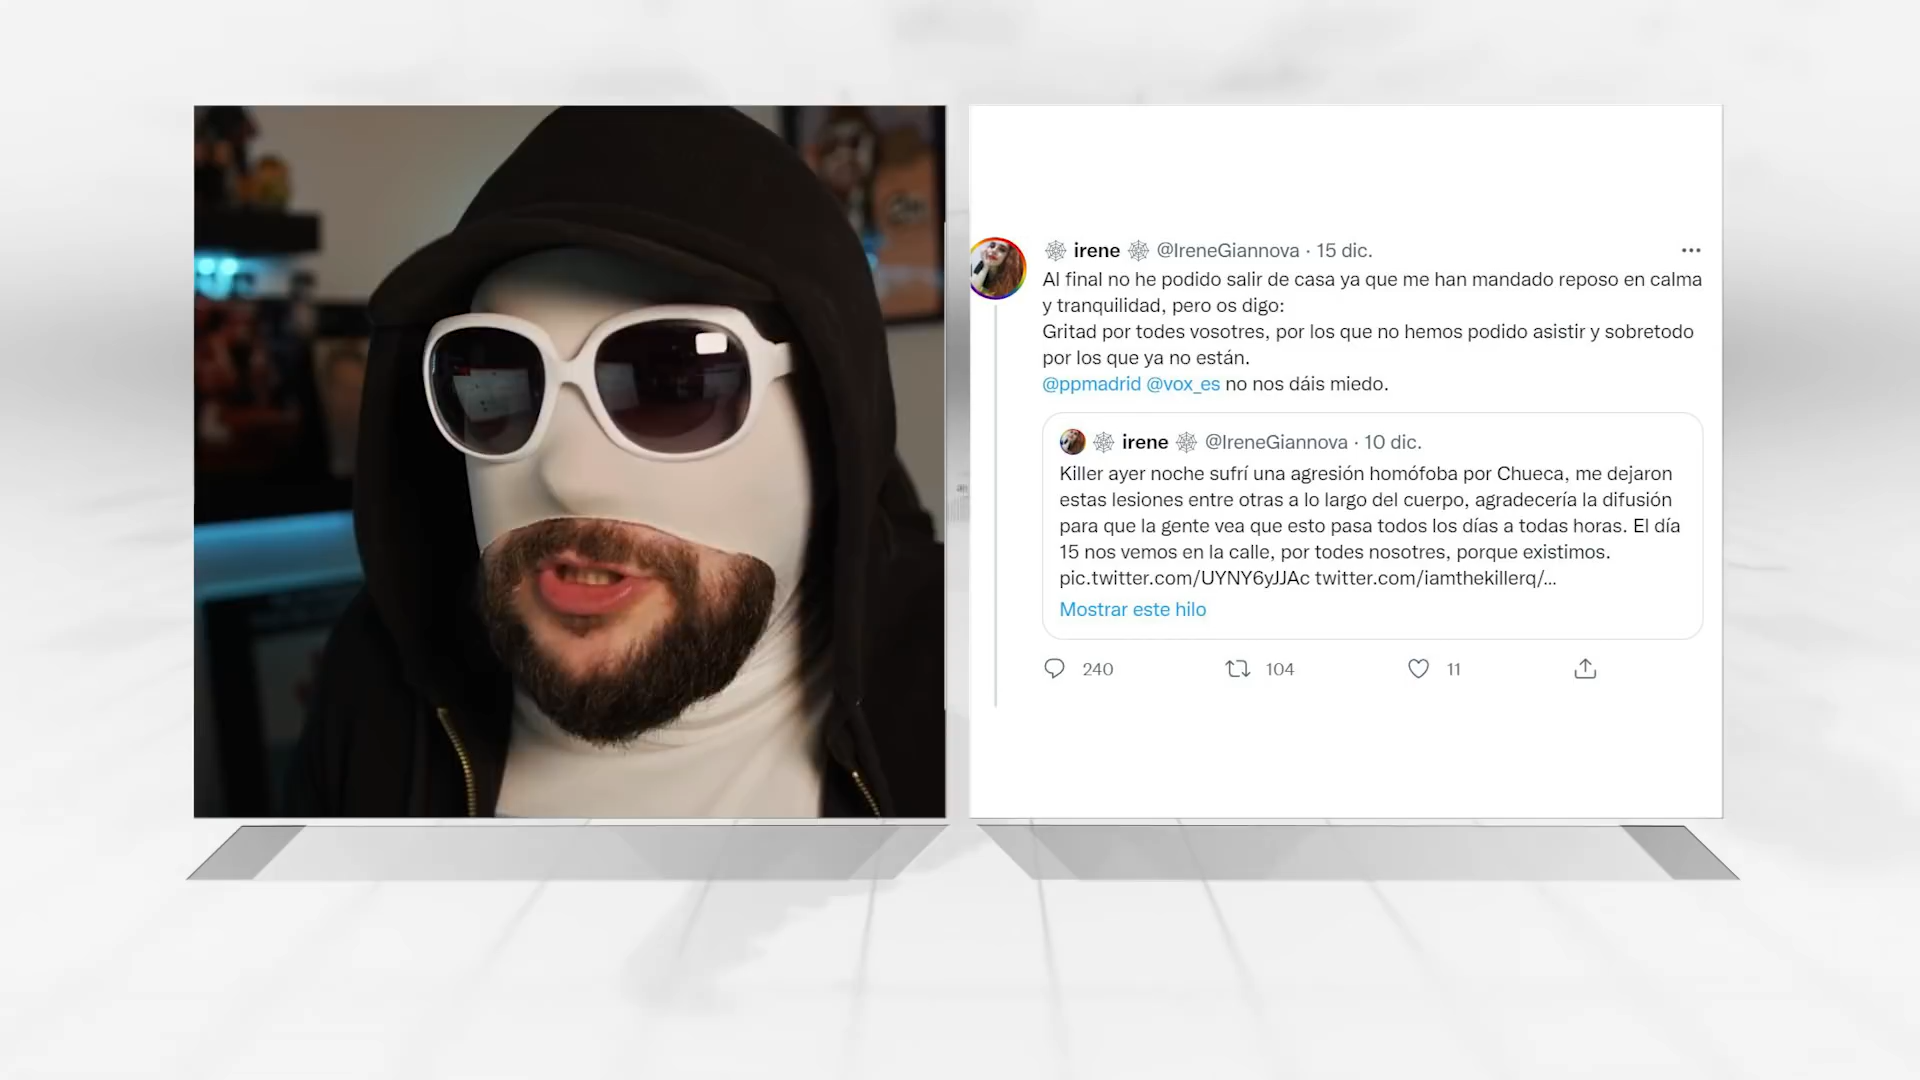 irene @IreneGiannova · 15 dic.
Al final no he podido salir de casa ya que me han mandado reposo en calma
y tranquilidad, pero os digo:
Gritad por todes vosotres, por los que no hemos podido asistir y sobretodo
por los que ya no están.
@ppmadrid @vox_es no nos dáis miedo.
irene @IreneGiannova · 10 dic.
Killer ayer noche sufrí una agresión homófoba por Chueca, me dejaron
estas lesiones entre otras a lo largo del cuerpo, agradecería la difusión
para que la gente vea que esto pasa todos los días a todas horas. El día
15 nos vemos en la calle, por todes nosotres, porque existimos.
pic.twitter.com/UYNY6yJJAc twitter.com/iamthekillerq/...
Mostrar este hilo
240 104 11